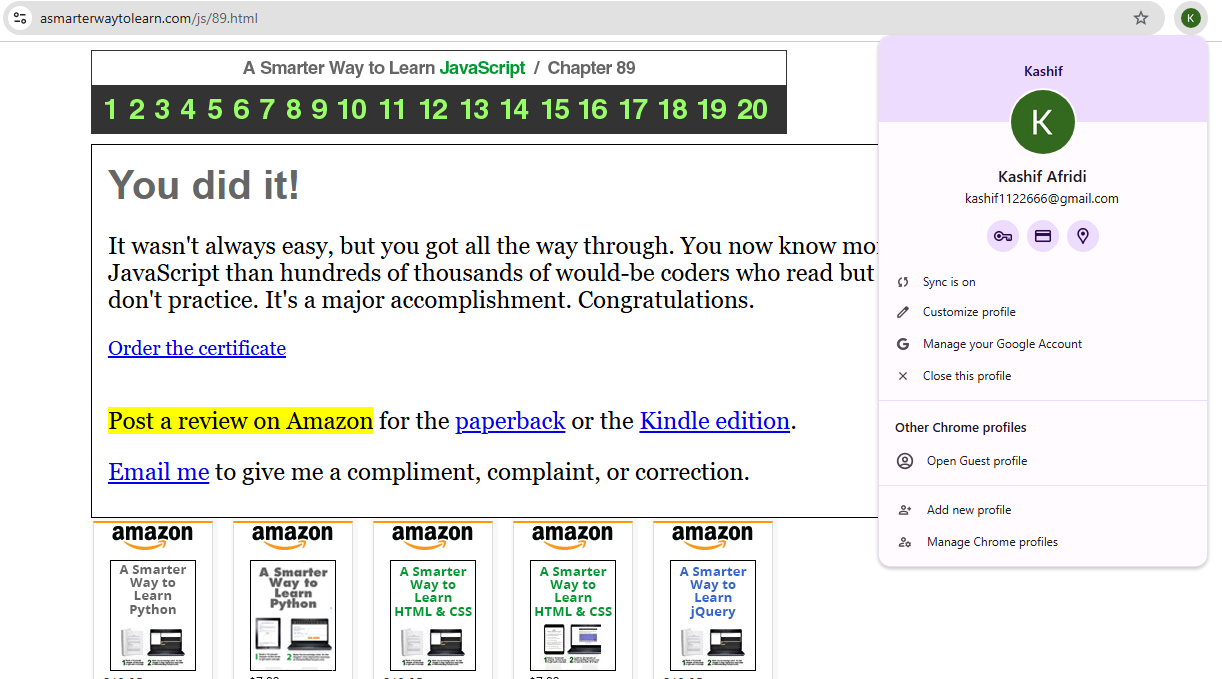 asmarterwaytolearn.com/js/89.html
K
A Smarter Way to Learn JavaScript / Chapter 89
1 2 3 4 5 6 7 8 9 10 11 12 13 14 15 16 17 18 19 20
You did it!
It wasn't always easy, but you got all the way through. You now know
JavaScript than hundreds of thousands of would-be coders who read but
don't practice. It's a major accomplishment. Congratulations.
Order the certificate
Post a review on Amazon for the paperback or the Kindle edition.
Email me to give me a compliment, complaint, or correction.
Kashif
K
Kashif Afridi
kashif1122666@gmail.com
Sync is on
Customize profile
Manage your Google Account
Close this profile
Other Chrome profiles
Open Guest profile
Add new profile
Manage Chrome profiles
amazon
A Smarter
Way to
Learn
Python
amazon
A Smarter
Way to
Learn
Python
amazon
A Smarter
Way to
Learn
HTML & CSS
amazon
A Smarter
Way to
Learn
HTML & CSS
amazon
A Smarter
Way to
Learn
jQuery